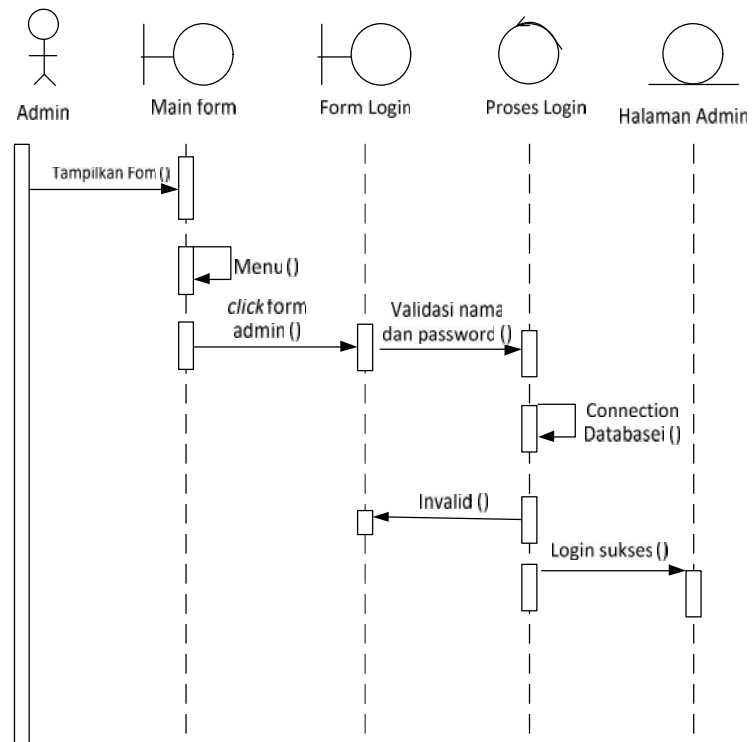 Admin
Main form
Form Login
Proses Login
Halaman Admin
Tampilkan Fom ()
Menu ()
click form
admin ()
Validasi nama
dan password ()
Connection
Databasei ()
Invalid ()
Login sukses ()